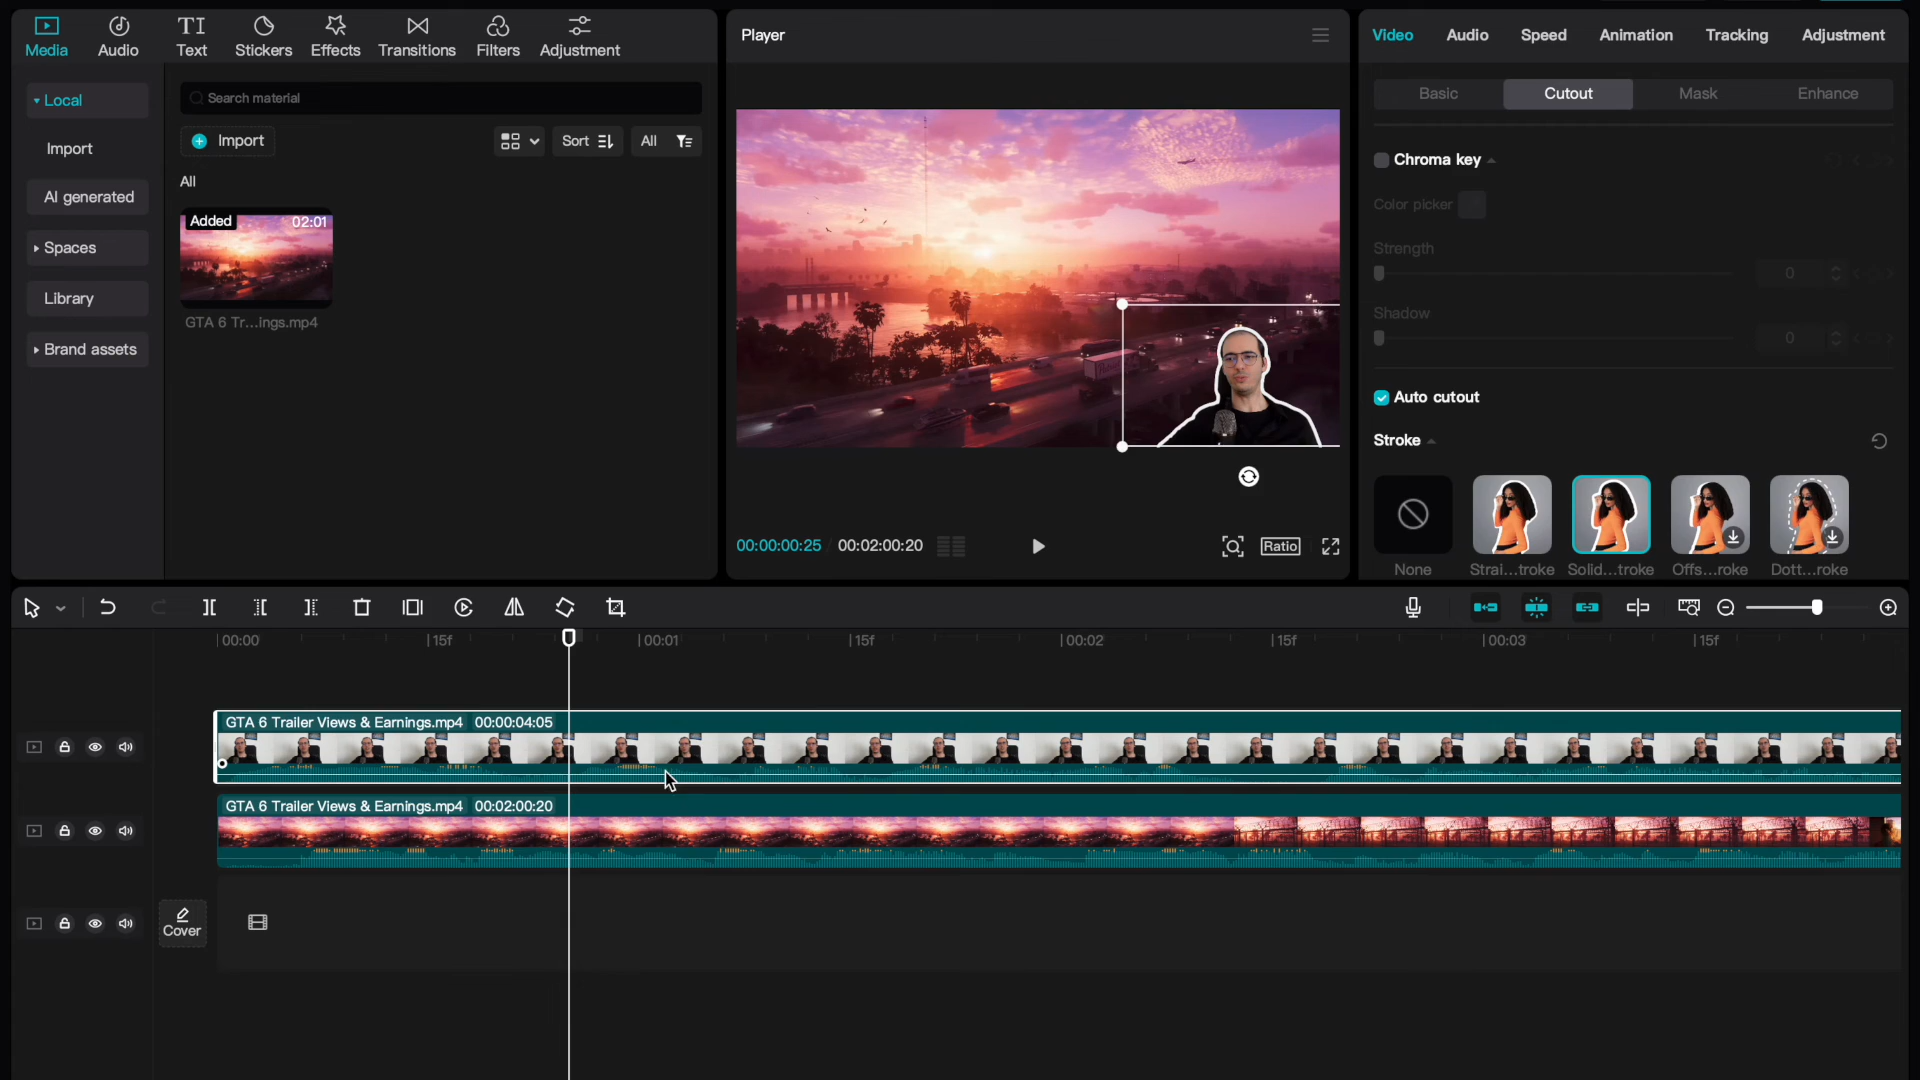 Media
Audio
TI
Text
Stickers
Effects
Transitions
Filters
Adjustment
Local
Import
AI generated
Spaces
Library
Brand assets
Search material
Import
Sort
All
All
Added
02:01
GTA 6 Tr...ings.mp4
Player
00:00:00:25
00:02:00:20
Ratio
Video
Audio
Speed
Animation
Tracking
Adjustment
Basic
Cutout
Mask
Enhance
Chroma key
Color picker
Strength
0
Shadow
0
Auto cutout
Stroke
None
Strai...troke
Solid...troke
Offs...roke
Dott...roke
00:00
15f
00:01
15f
00:02
15f
00:03
15f
GTA 6 Trailer Views & Earnings.mp4 00:00:04:05
GTA 6 Trailer Views & Earnings.mp4 00:02:00:20
Cover